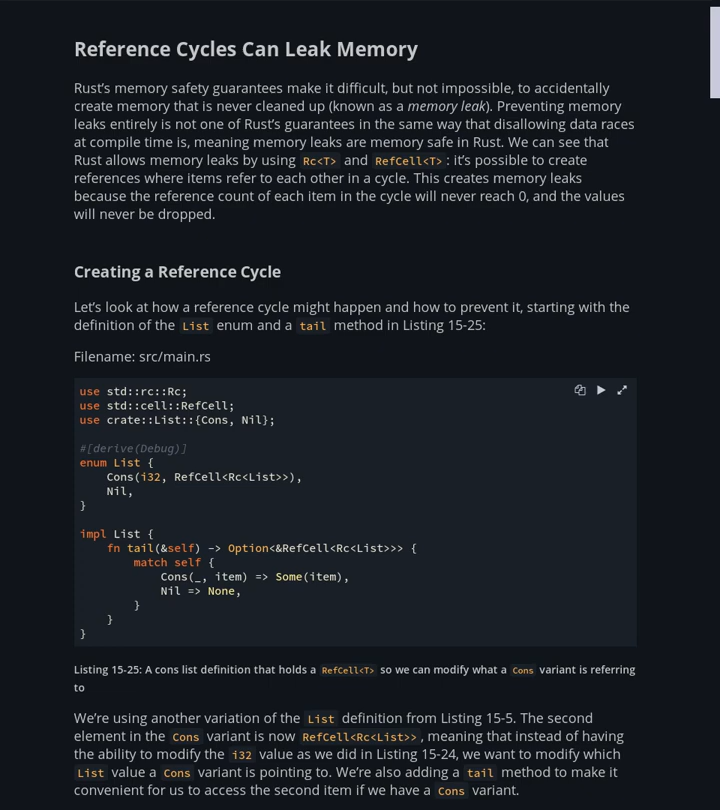 Reference Cycles Can Leak Memory
Rust’s memory safety guarantees make it difficult, but not impossible, to accidentally
create memory that is never cleaned up (known as a memory leak). Preventing memory
leaks entirely is not one of Rust’s guarantees in the same way that disallowing data races
at compile time is, meaning memory leaks are memory safe in Rust. We can see that
Rust allows memory leaks by using Rc<T> and RefCell<T>: it’s possible to create
references where items refer to each other in a cycle. This creates memory leaks
because the reference count of each item in the cycle will never reach 0, and the values
will never be dropped.
Creating a Reference Cycle
Let’s look at how a reference cycle might happen and how to prevent it, starting with the
definition of the List enum and a tail method in Listing 15-25:
Filename: src/main.rs
use std::rc::Rc;
use std::cell::RefCell;
use crate::List::{Cons, Nil};
#[derive(Debug)]
enum List {
    Cons(i32, RefCell<Rc<List>>),
    Nil,
}
impl List {
    fn tail(&self) -> Option<&RefCell<Rc<List>>> {
        match self {
            Cons(_, item) => Some(item),
            Nil => None,
        }
    }
}
Listing 15-25: A cons list definition that holds a RefCell<T> so we can modify what a Cons variant is referring
to
We’re using another variation of the List definition from Listing 15-5. The second
element in the Cons variant is now RefCell<Rc<List>>, meaning that instead of having
the ability to modify the i32 value as we did in Listing 15-24, we want to modify which
List value a Cons variant is pointing to. We’re also adding a tail method to make it
convenient for us to access the second item if we have a Cons variant.